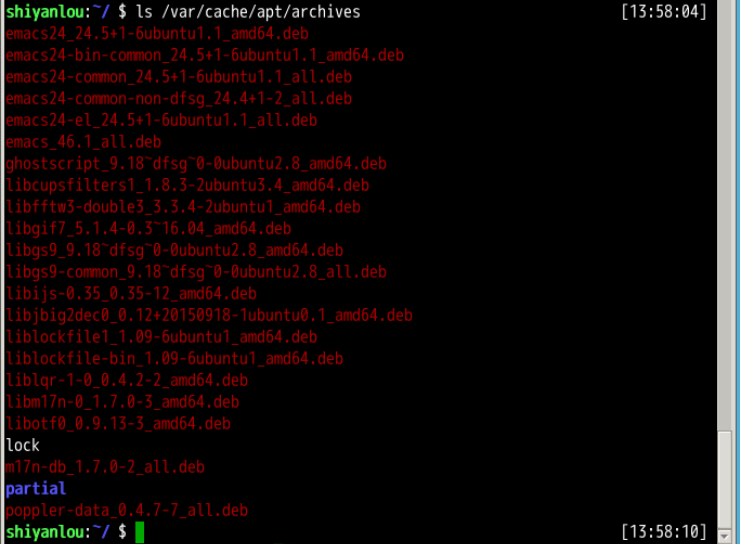 shiyanlou:~/ $ ls /var/cache/apt/archives [13:58:04]
emacs24_24.5+1-6ubuntu1.1_amd64.deb
emacs24-bin-common_24.5+1-6ubuntu1.1_amd64.deb
emacs24-common_24.5+1-6ubuntu1.1_all.deb
emacs24-common-non-dfsg_24.4+1-2_all.deb
emacs24-el_24.5+1-6ubuntu1.1_all.deb
emacs_46.1_all.deb
ghostscript_9.18~dfsg~0-0ubuntu2.8_amd64.deb
libcupsfilters1_1.8.3-2ubuntu3.4_amd64.deb
libfftw3-double3_3.3.4-2ubuntu1_amd64.deb
libgif7_5.1.4-0.3~16.04_amd64.deb
libgs9_9.18~dfsg~0-0ubuntu2.8_amd64.deb
libgs9-common_9.18~dfsg~0-0ubuntu2.8_all.deb
libijs-0.35_0.35-12_amd64.deb
libjbig2dec0_0.12+20150918-1ubuntu0.1_amd64.deb
liblockfile1_1.09-6ubuntu1_amd64.deb
liblockfile-bin_1.09-6ubuntu1_amd64.deb
liblqr-1-0_0.4.2-2_amd64.deb
libm17n-0_1.7.0-3_amd64.deb
libotf0_0.9.13-3_amd64.deb
lock
m17n-db_1.7.0-2_all.deb
partial
poppler-data_0.4.7-7_all.deb
shiyanlou:~/ $ [13:58:10]